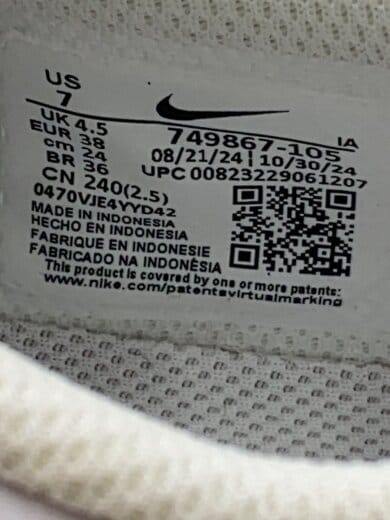 US
7
UK 4.5
EUR 38
cm 24
BR 36
CN 240(2.5)
0470VJE4YYD42
749867-105 IA
08/21/24 | 10/30/24
UPC 00823229061207
MADE IN INDONESIA
HECHO EN INDONESIA
FABRIQUE EN INDONESIE
FABRICADO NA INDONÈSIA
This product is covered by one or more patents:
www.nike.com/patentsvirtualmarking